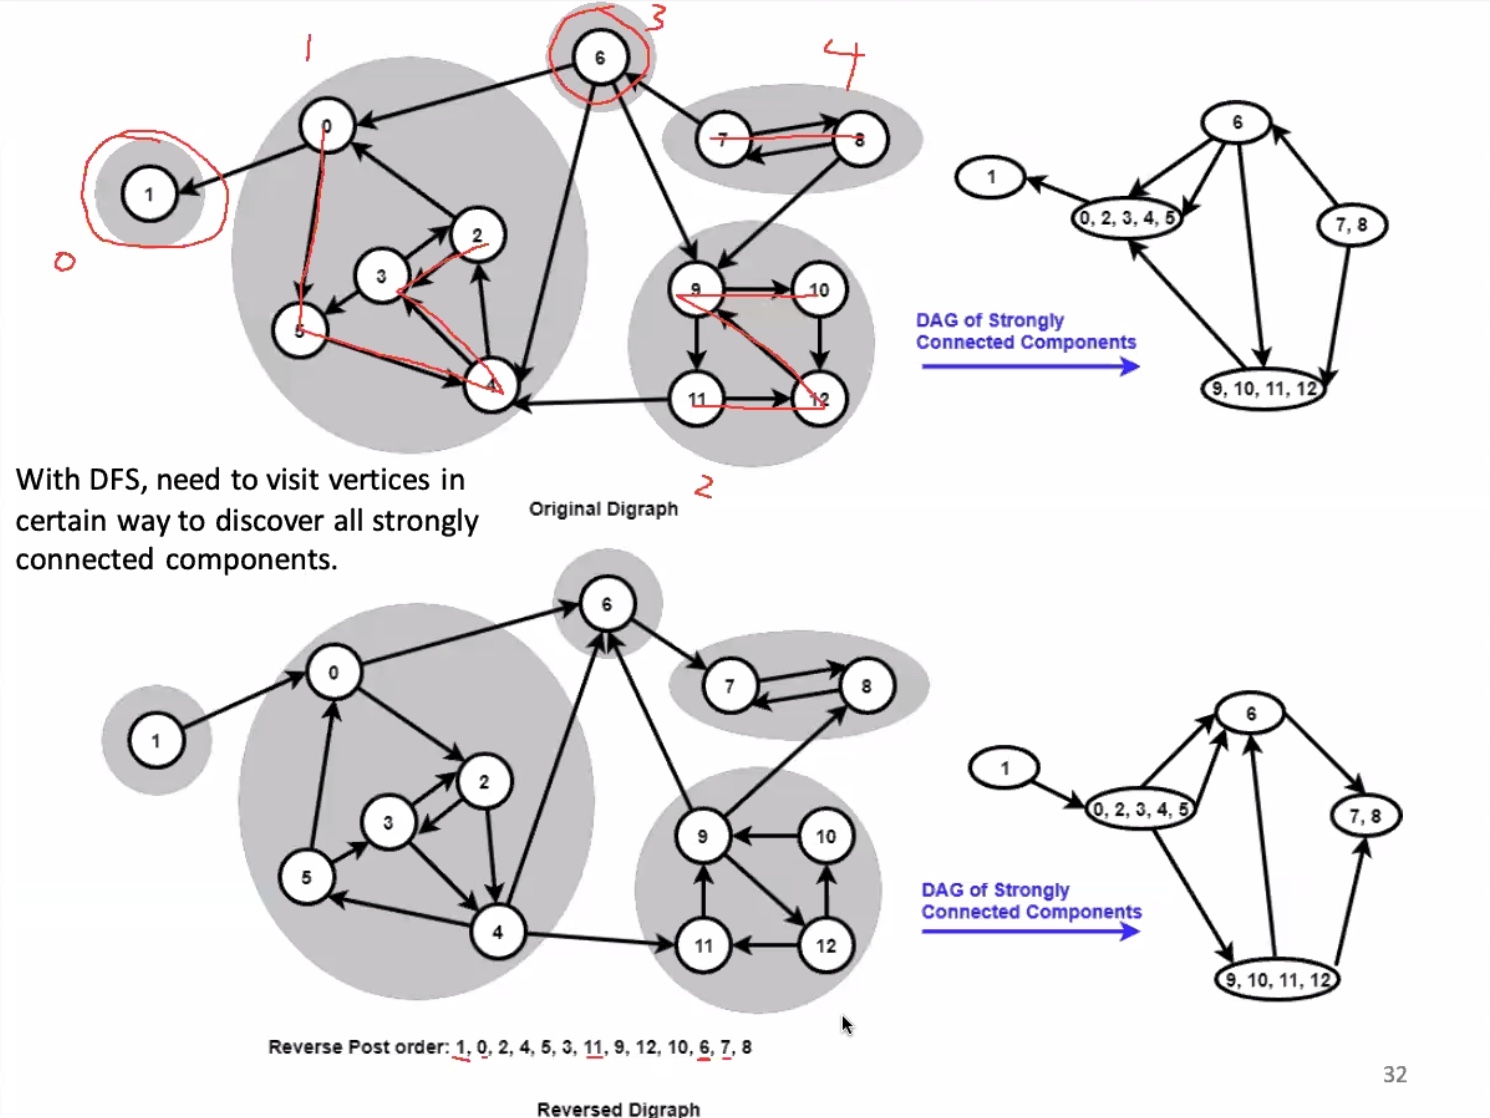 3
1
4
6
0
7
8
1
2
3
9
10
5
4
11
12
0
2
6
1
0, 2, 3, 4, 5
7, 8
DAG of Strongly
Connected Components
9, 10, 11, 12
With DFS, need to visit vertices in
certain way to discover all strongly
connected components.
Original Digraph
6
0
7
8
1
2
3
9
10
5
4
11
12
6
1
0, 2, 3, 4, 5
7, 8
DAG of Strongly
Connected Components
9, 10, 11, 12
Reverse Post order: 1, 0, 2, 4, 5, 3, 11, 9, 12, 10, 6, 7, 8
32
Reversed Digraph